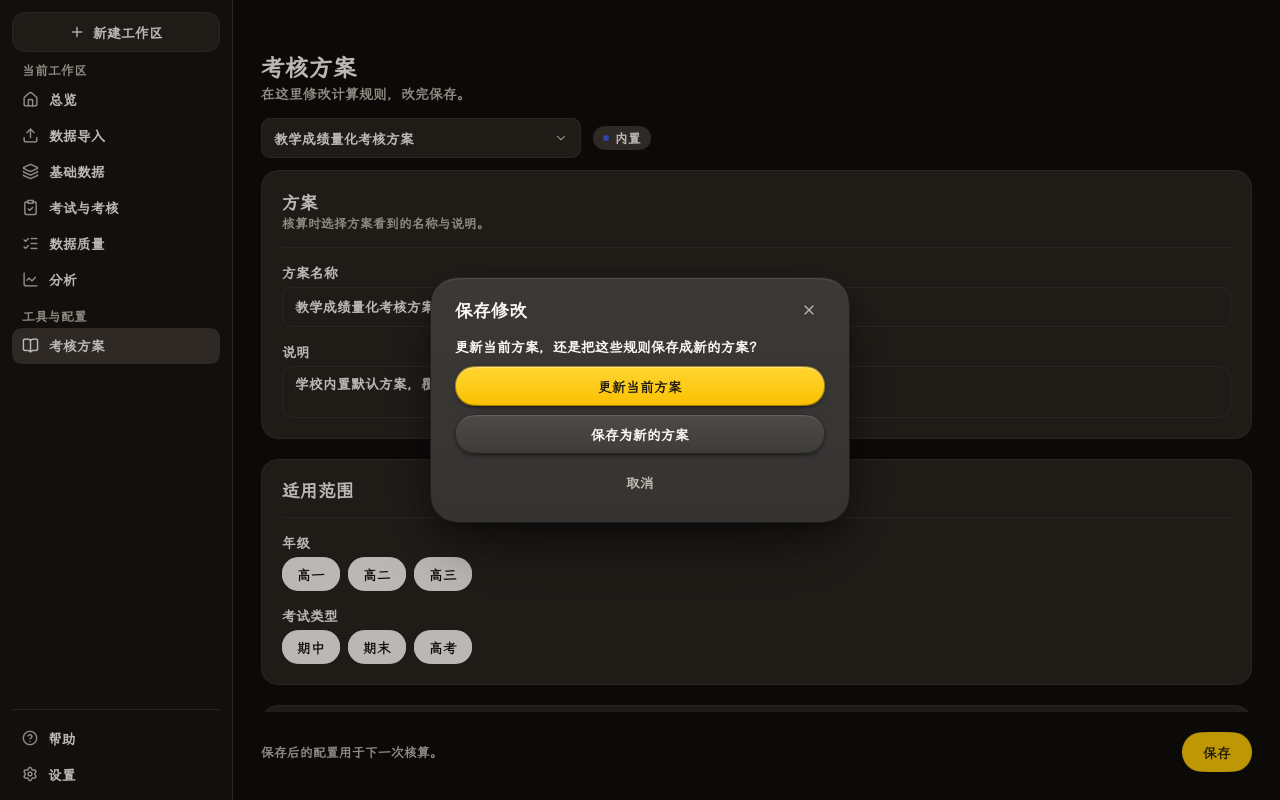 新建工作区
当前工作区
总览
数据导入
基础数据
考试与考核
数据质量
分析
工具与配置
考核方案
帮助
设置
考核方案
在这里修改计算规则，改完保存。
教学成绩量化考核方案
内置
方案
核算时选择方案看到的名称与说明。
方案名称
教学成绩量化考核方案
说明
学校内置默认方案，覆
保存修改
更新当前方案，还是把这些规则保存成新的方案？
更新当前方案
保存为新的方案
取消
适用范围
年级
高一
高二
高三
考试类型
期中
期末
高考
保存后的配置用于下一次核算。
保存